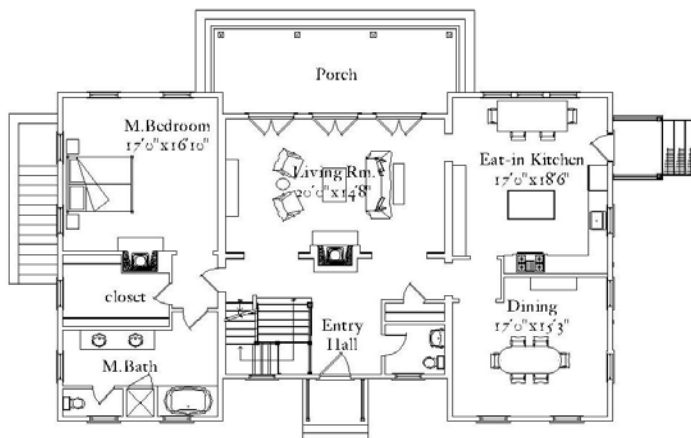 Porch
M.Bedroom
17'0"x16'10"
Living Rm.
20'0"x14'8"
Eat-in Kitchen
17'0"x18'6"
closet
Entry
Hall
Dining
17'0"x15'3"
M.Bath